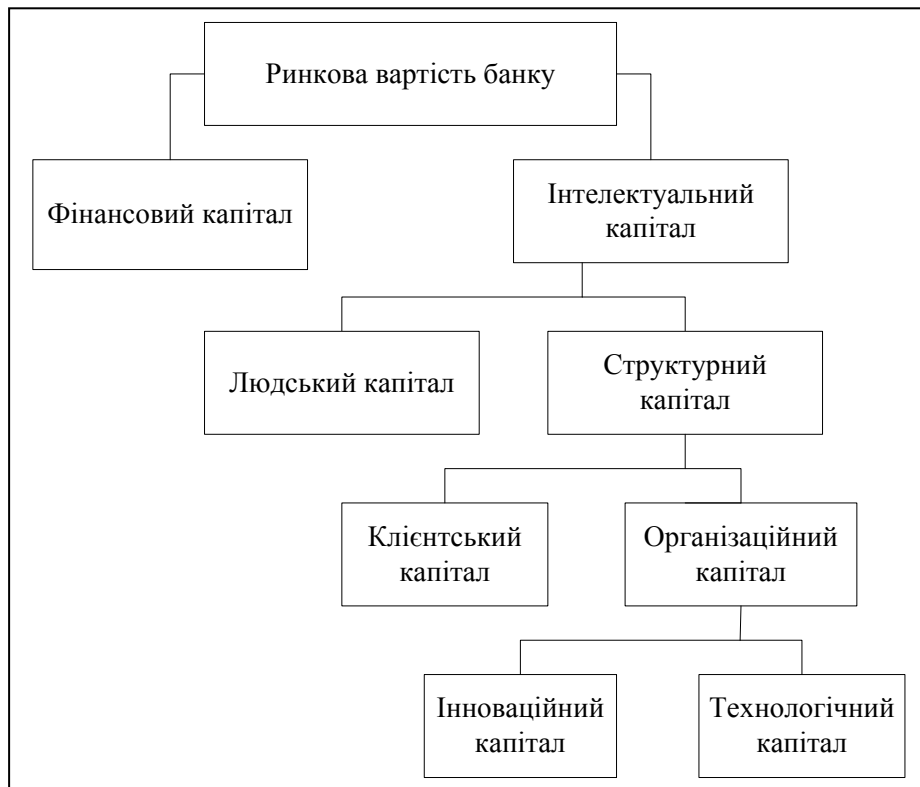 Ринкова вартість банку
Фінансовий капітал
Інтелектуальний
капітал
Людський капітал
Структурний
капітал
Клієнтський
капітал
Організаційний
капітал
Інноваційний
капітал
Технологічний
капітал